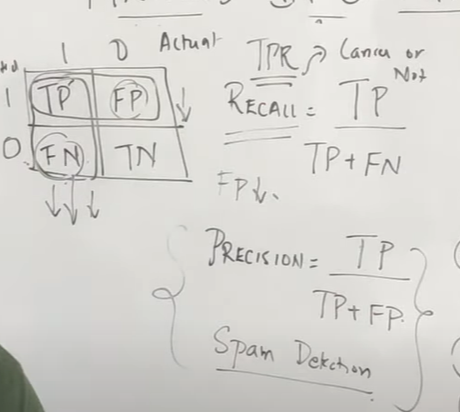 1 0 Actual
TPR → Cancer or Not
1 TP FP ↓
RECALL = TP
TP+FN
0 FN TN
↓↓↓
FP↓.
PRECISION = TP
TP+FP.
Spam Detection